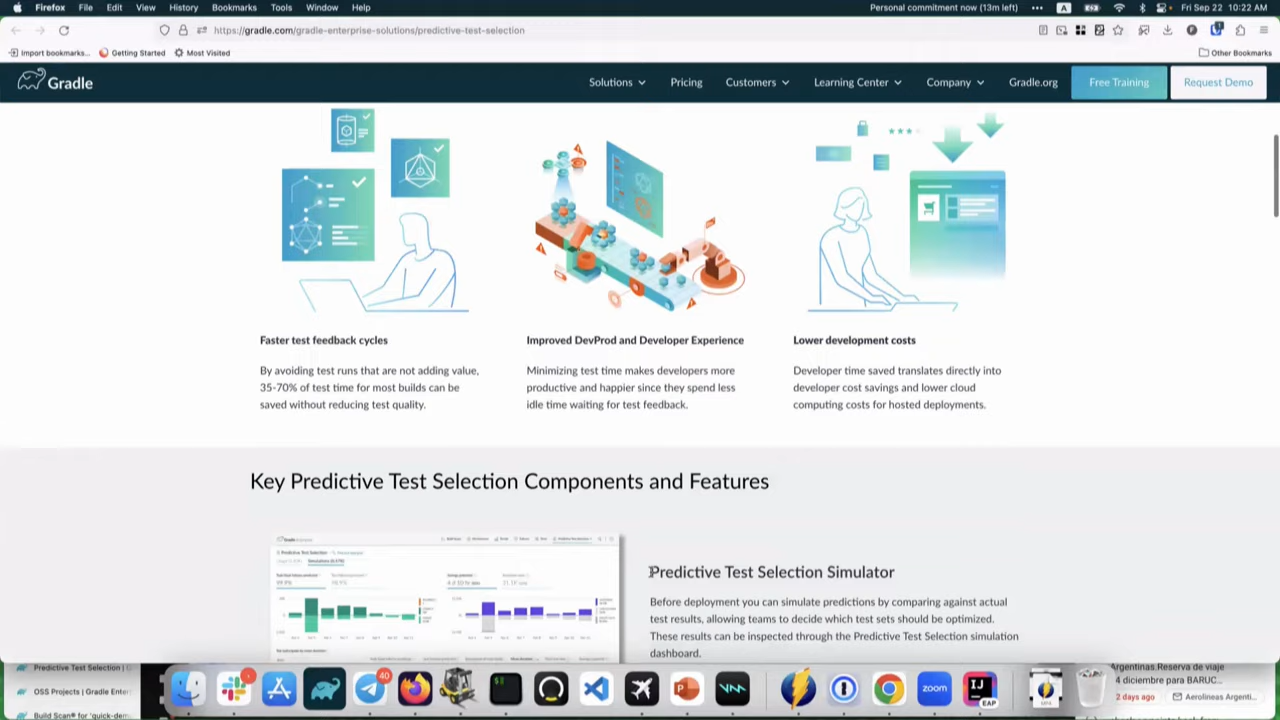 Firefox File Edit View History Bookmarks Tools Window Help Personal commitment now (13m left) ••• A Fri Sep 22 10:22 AM
https://gradle.com/gradle-enterprise-solutions/predictive-test-selection
Import bookmarks... Getting Started Most Visited Other Bookmarks
Gradle Solutions Pricing Customers Learning Center Company Gradle.org Free Training Request Demo
Faster test feedback cycles
By avoiding test runs that are not adding value,
35-70% of test time for most builds can be
saved without reducing test quality.
Improved DevProd and Developer Experience
Minimizing test time makes developers more
productive and happier since they spend less
idle time waiting for test feedback.
Lower development costs
Developer time saved translates directly into
developer cost savings and lower cloud
computing costs for hosted deployments.
Key Predictive Test Selection Components and Features
Predictive Test Selection
Predictive Test Selection Simulator
Before deployment you can simulate predictions by comparing against actual
test results, allowing teams to decide which test sets should be optimized.
These results can be inspected through the Predictive Test Selection simulation
dashboard.
Predictive Test Selection |
OSS Projects | Gradle Enter
Build Scan® for 'quick-dem
40
$
zoom
IJ
EAP
Argentinas.Reserva de viaje
4 diciembre para BARUC...
2 days ago Aerolineas Argenti...